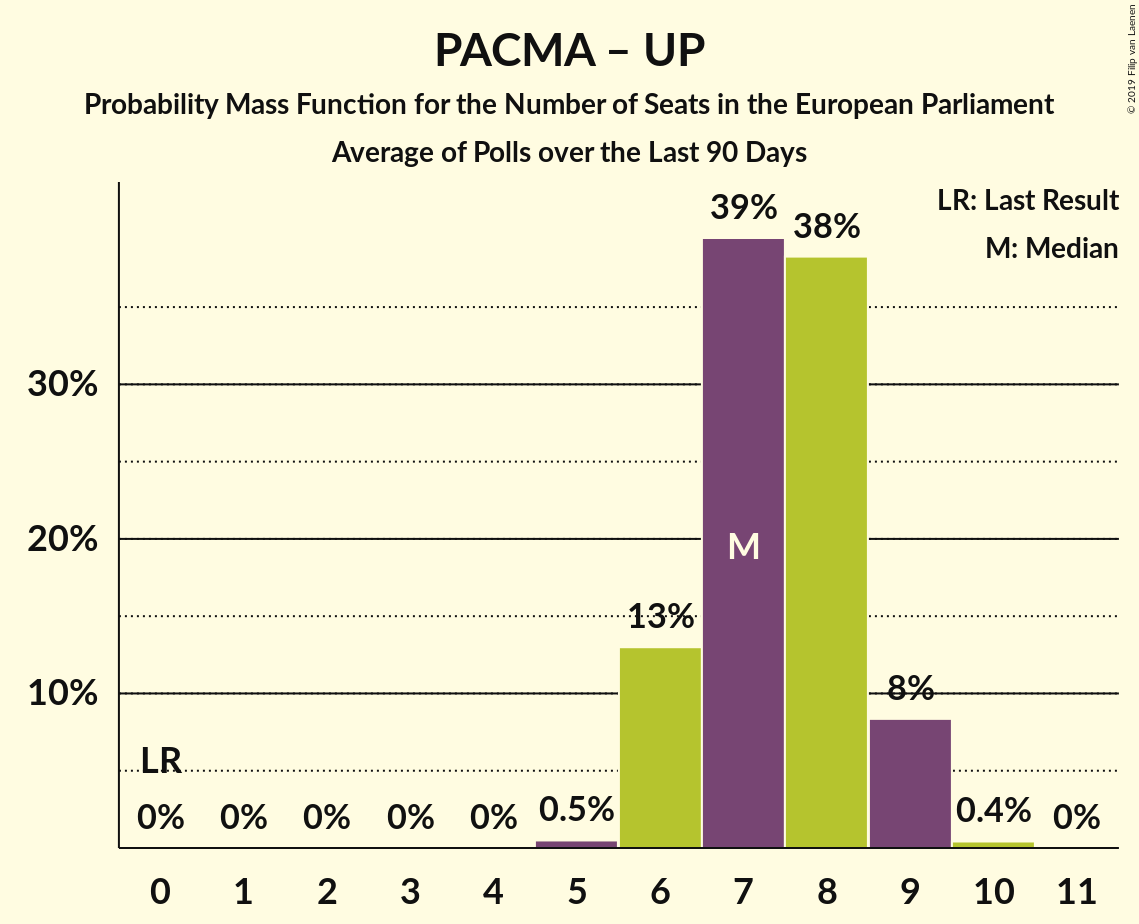 PACMA – UP
Probability Mass Function for the Number of Seats in the European Parliament
Average of Polls over the Last 90 Days
© 2019 Filip van Laenen
LR: Last Result
M: Median
39%
38%
30%
20%
M
13%
10%
8%
LR
0%
0%
0%
0%
0%
0.5%
0.4%
0%
0 1 2 3 4 5 6 7 8 9 10 11